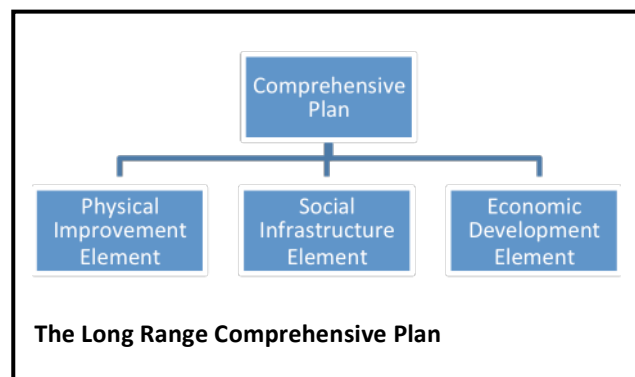 Comprehensive
Plan
Physical
Improvement
Element
Social
Infrastructure
Element
Economic
Development
Element
The Long Range Comprehensive Plan